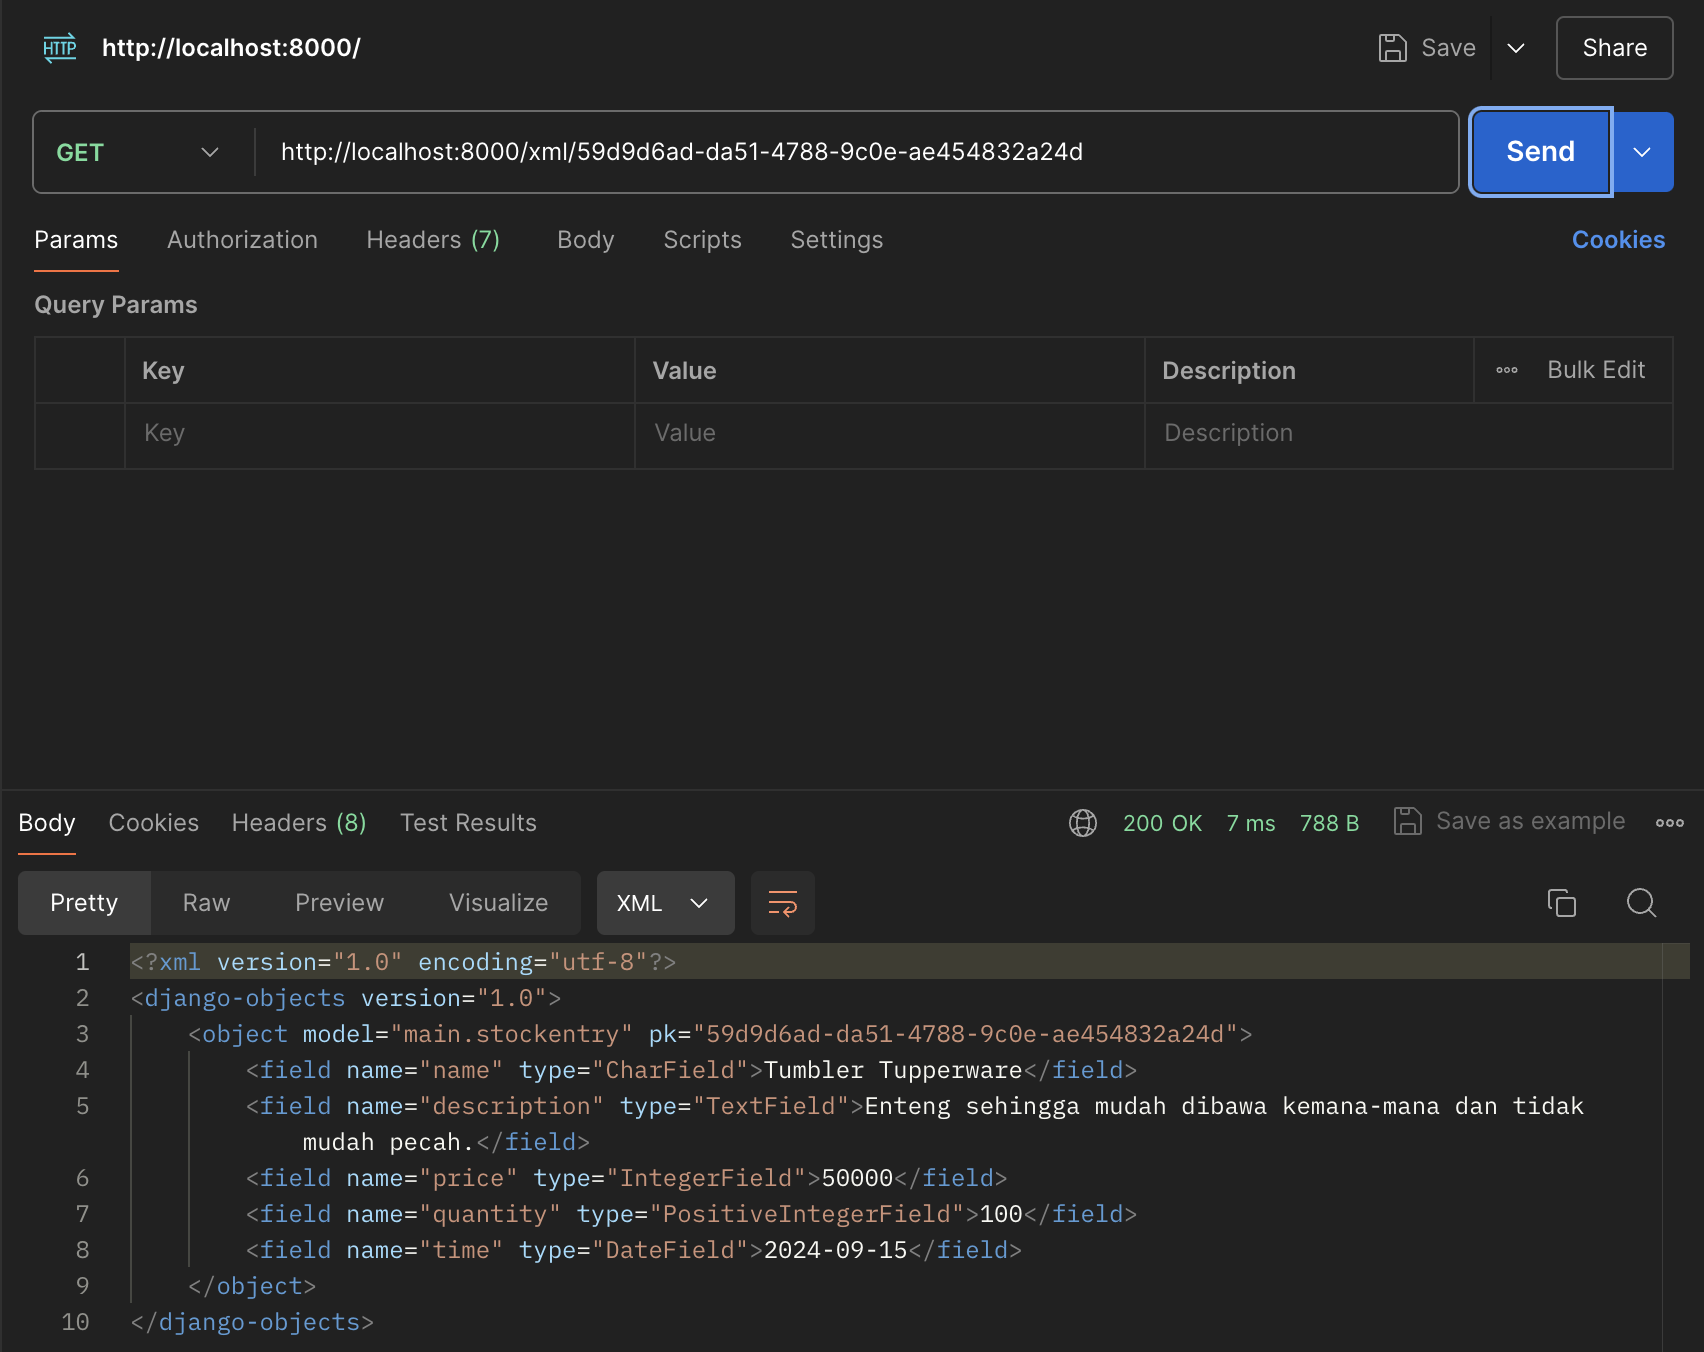 HTTP http://localhost:8000/ Save Share
GET http://localhost:8000/xml/59d9d6ad-da51-4788-9c0e-ae454832a24d Send
Params Authorization Headers (7) Body Scripts Settings Cookies
Query Params
Key Value Description Bulk Edit
Key Value Description
Body Cookies Headers (8) Test Results 200 OK 7 ms 788 B Save as example
Pretty Raw Preview Visualize XML
1 <?xml version="1.0" encoding="utf-8"?>
2 <django-objects version="1.0">
3 <object model="main.stockentry" pk="59d9d6ad-da51-4788-9c0e-ae454832a24d">
4 <field name="name" type="CharField">Tumbler Tupperware</field>
5 <field name="description" type="TextField">Enteng sehingga mudah dibawa kemana-mana dan tidak
mudah pecah.</field>
6 <field name="price" type="IntegerField">50000</field>
7 <field name="quantity" type="PositiveIntegerField">100</field>
8 <field name="time" type="DateField">2024-09-15</field>
9 </object>
10 </django-objects>